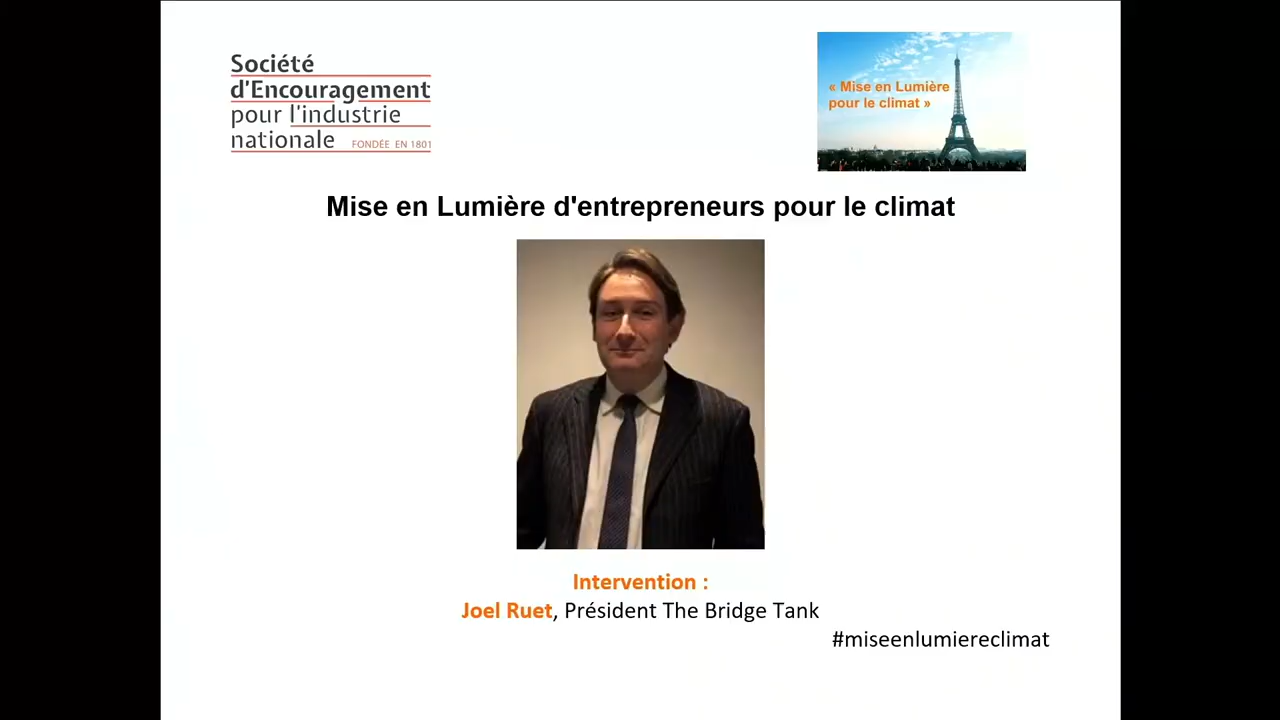 Société
d'Encouragement
pour l'industrie
nationale FONDÉE EN 1801
« Mise en Lumière
pour le climat »
Mise en Lumière d'entrepreneurs pour le climat
Intervention :
Joel Ruet, Président The Bridge Tank
#miseenlumiereclimat